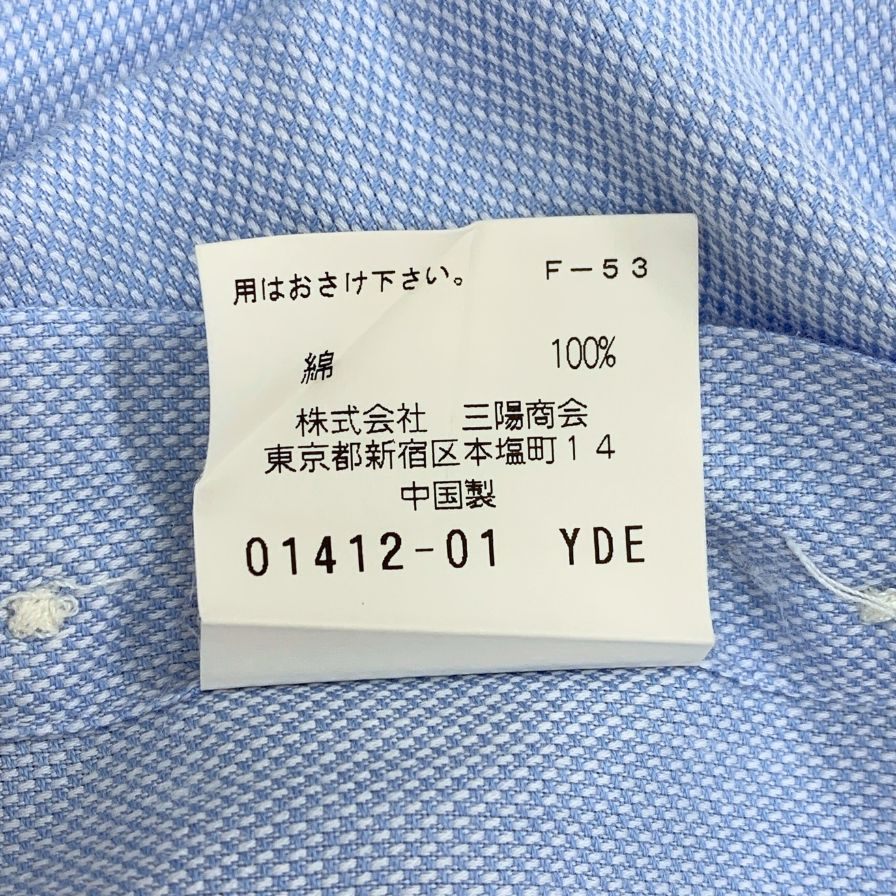 用はおさけ下さい。 F-53
綿 100%
株式会社 三陽商会
東京都新宿区本塩町14
中国製
01412-01 YDE